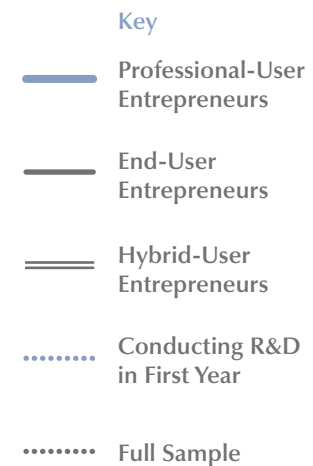 Key
Professional-User
Entrepreneurs
End-User
Entrepreneurs
Hybrid-User
Entrepreneurs
Conducting R&D
in First Year
Full Sample